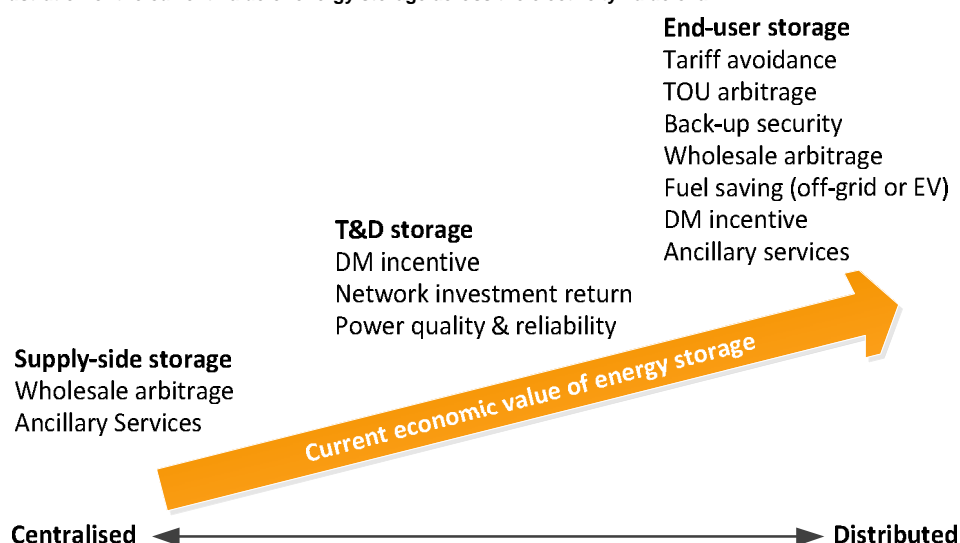 End-user storage
Tariff avoidance
TOU arbitrage
Back-up security
Wholesale arbitrage
Fuel saving (off-grid or EV)
DM incentive
Ancillary services
T&D storage
DM incentive
Network investment return
Power quality & reliability
Supply-side storage
Wholesale arbitrage
Ancillary Services
Current economic value of energy storage
Centralised
Distributed